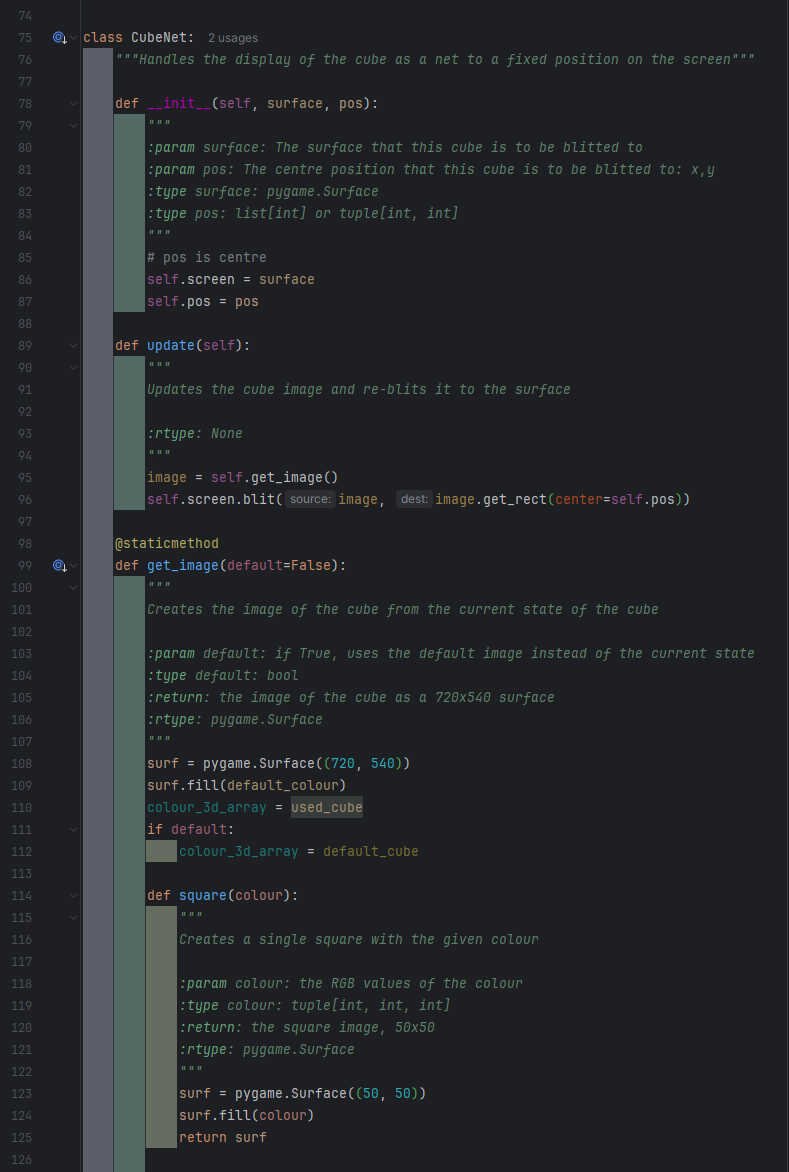 74
75 class CubeNet: 2 usages
76 """Handles the display of the cube as a net to a fixed position on the screen"""
77
78 def __init__(self, surface, pos):
79 """
80 :param surface: The surface that this cube is to be blitted to
81 :param pos: The centre position that this cube is to be blitted to: x,y
82 :type surface: pygame.Surface
83 :type pos: list[int] or tuple[int, int]
84 """
85 # pos is centre
86 self.screen = surface
87 self.pos = pos
88
89 def update(self):
90 """
91 Updates the cube image and re-blits it to the surface
92
93 :rtype: None
94 """
95 image = self.get_image()
96 self.screen.blit( source: image, dest: image.get_rect(center=self.pos))
97
98 @staticmethod
99 def get_image(default=False):
100 """
101 Creates the image of the cube from the current state of the cube
102
103 :param default: if True, uses the default image instead of the current state
104 :type default: bool
105 :return: the image of the cube as a 720x540 surface
106 :rtype: pygame.Surface
107 """
108 surf = pygame.Surface((720, 540))
109 surf.fill(default_colour)
110 colour_3d_array = used_cube
111 if default:
112 colour_3d_array = default_cube
113
114 def square(colour):
115 """
116 Creates a single square with the given colour
117
118 :param colour: the RGB values of the colour
119 :type colour: tuple[int, int, int]
120 :return: the square image, 50x50
121 :rtype: pygame.Surface
122 """
123 surf = pygame.Surface((50, 50))
124 surf.fill(colour)
125 return surf
126